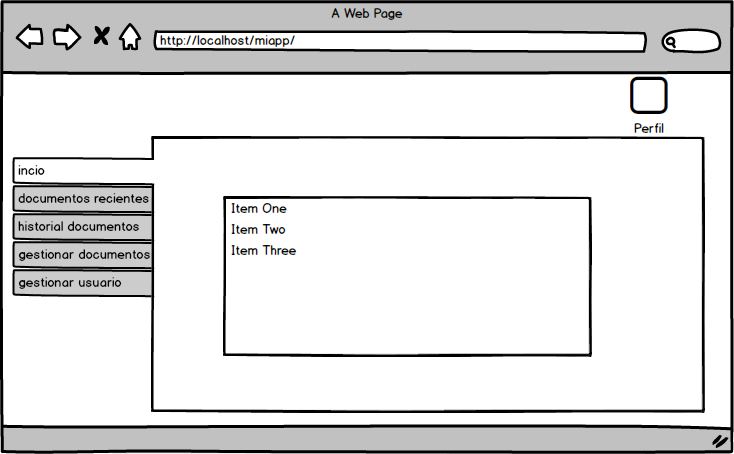 A Web Page
http://localhost/miapp/
Perfil
incio
documentos recientes
historial documentos
gestionar documentos
gestionar usuario
Item One
Item Two
Item Three